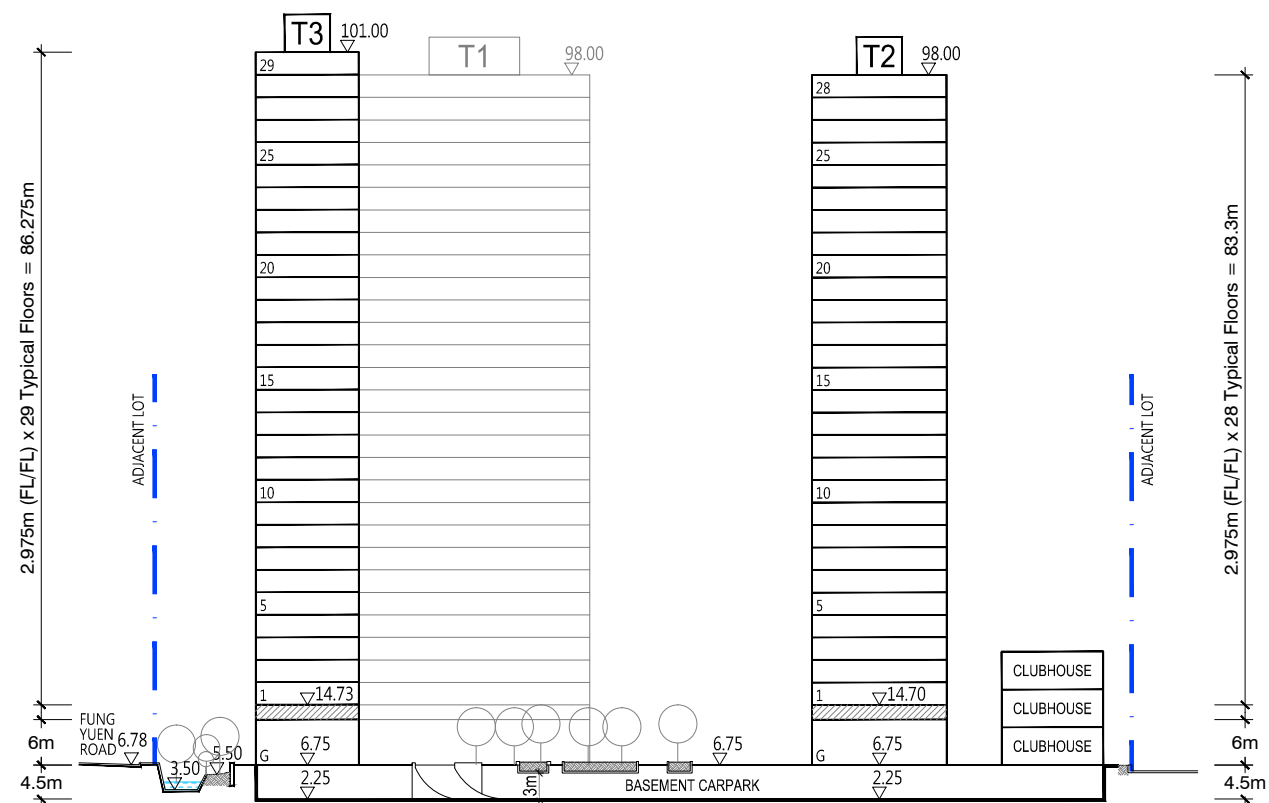 T3
101.00
T1
98.00
T2
98.00
29
28
25
25
20
20
15
15
10
10
5
5
1
14.73
1
14.70
2.975m (FL/FL) x 29 Typical Floors = 86.275m
2.975m (FL/FL) x 28 Typical Floors = 83.3m
ADJACENT LOT
ADJACENT LOT
CLUBHOUSE
CLUBHOUSE
CLUBHOUSE
FUNG
YUEN
ROAD
6.78
6m
5.50
3.50
G
6.75
6.75
G
6.75
6m
4.5m
2.25
3m
BASEMENT CARPARK
2.25
4.5m